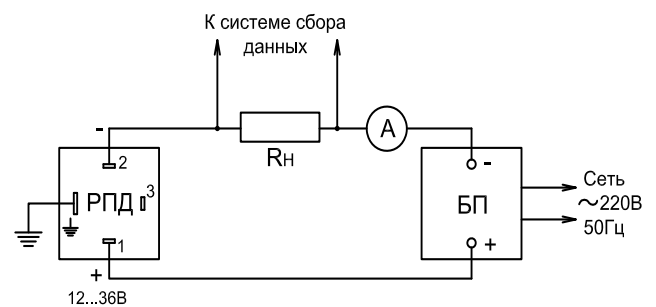 К системе сбора
данных
A
Rн
-
2
РПД
3
1
+
12...36В
-
БП
+
Сеть
~220В
50Гц